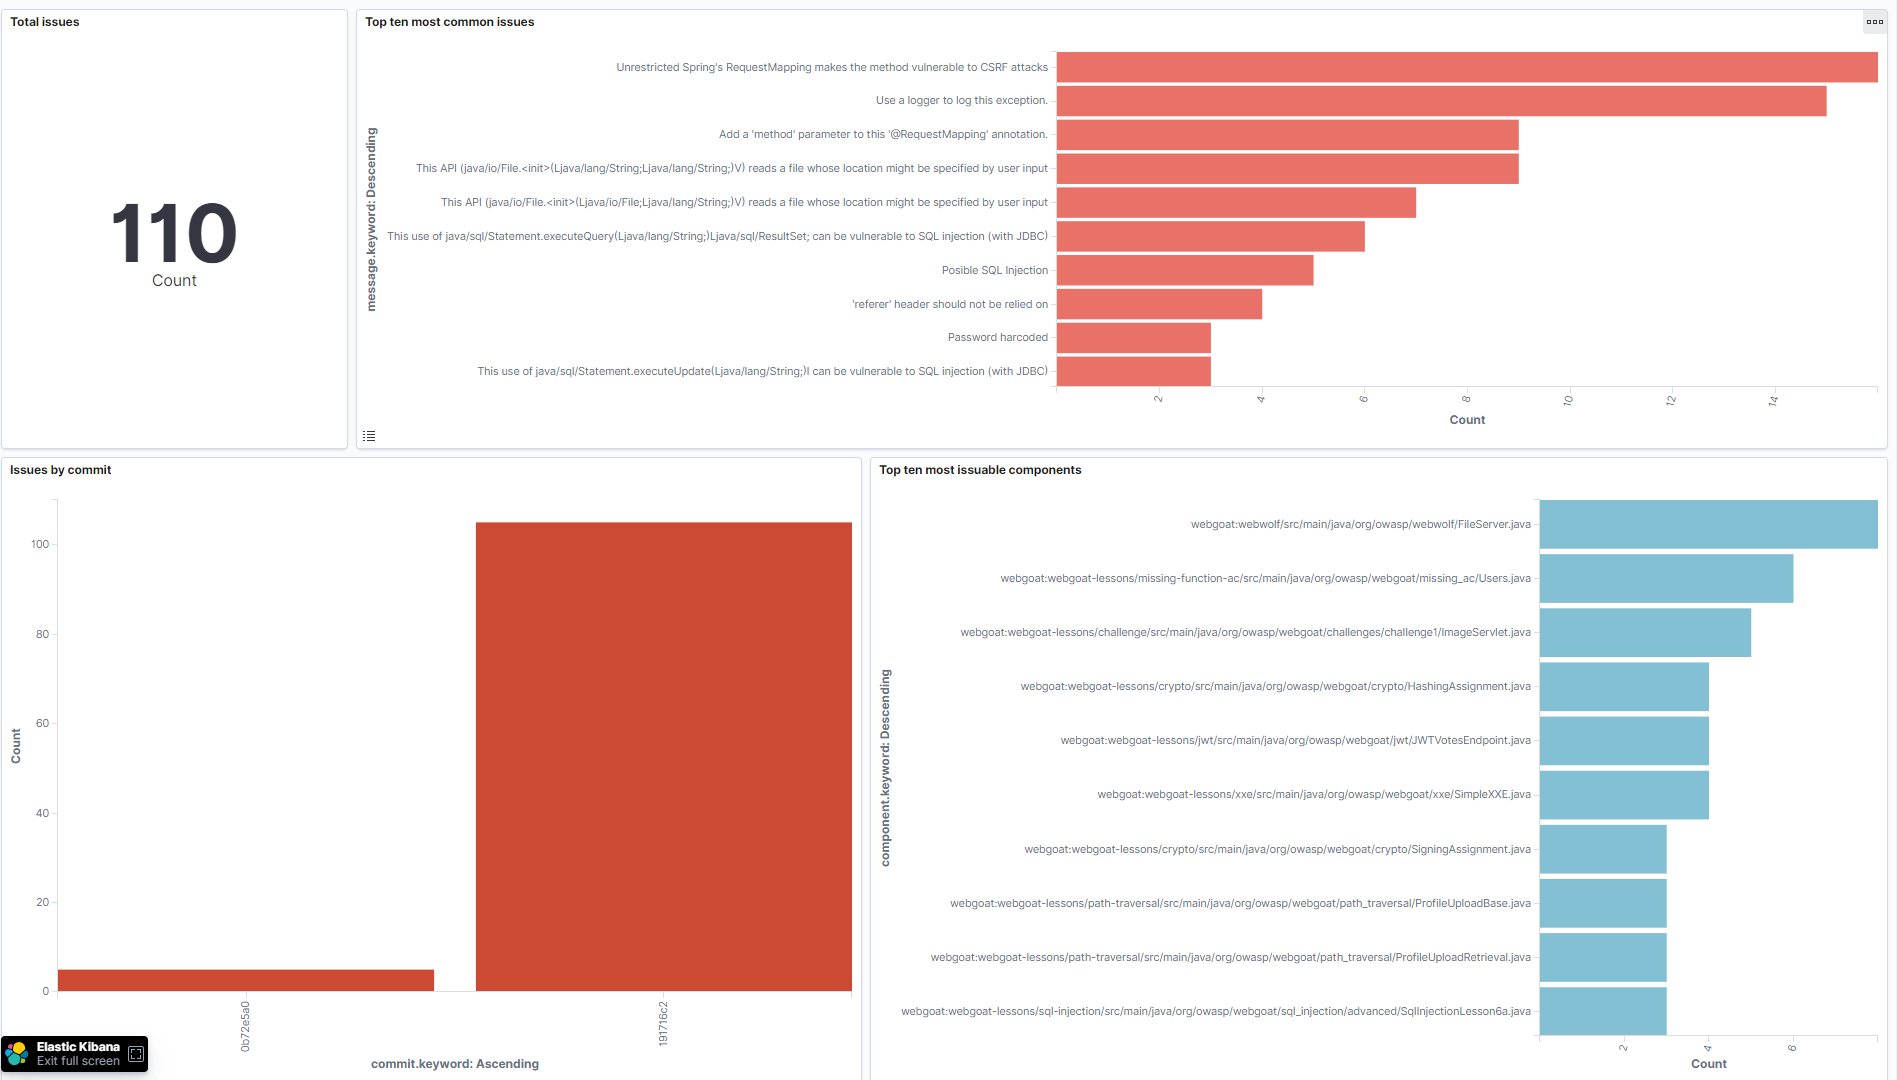 Total issues
110
Count
Top ten most common issues
message.keyword: Descending
Unrestricted Spring's RequestMapping makes the method vulnerable to CSRF attacks
Use a logger to log this exception.
Add a 'method' parameter to this '@RequestMapping' annotation.
This API (java/io/File.<init>(Ljava/lang/String;Ljava/lang/String;)V) reads a file whose location might be specified by user input
This API (java/io/File.<init>(Ljava/io/File;Ljava/lang/String;)V) reads a file whose location might be specified by user input
This use of java/sql/Statement.executeQuery(Ljava/lang/String;)Ljava/sql/ResultSet; can be vulnerable to SQL injection (with JDBC)
Posible SQL Injection
'referer' header should not be relied on
Password harcoded
This use of java/sql/Statement.executeUpdate(Ljava/lang/String;)I can be vulnerable to SQL injection (with JDBC)
2 4 6 8 10 12 14
Count
Issues by commit
Count
100
80
60
40
20
0
0b72e5a0
191716c2
commit.keyword: Ascending
Top ten most issuable components
component.keyword: Descending
webgoat:webwolf/src/main/java/org/owasp/webwolf/FileServer.java
webgoat:webgoat-lessons/missing-function-ac/src/main/java/org/owasp/webgoat/missing_ac/Users.java
webgoat:webgoat-lessons/challenge/src/main/java/org/owasp/webgoat/challenges/challenge1/ImageServlet.java
webgoat:webgoat-lessons/crypto/src/main/java/org/owasp/webgoat/crypto/HashingAssignment.java
webgoat:webgoat-lessons/jwt/src/main/java/org/owasp/webgoat/jwt/JWTVotesEndpoint.java
webgoat:webgoat-lessons/xxe/src/main/java/org/owasp/webgoat/xxe/SimpleXXE.java
webgoat:webgoat-lessons/crypto/src/main/java/org/owasp/webgoat/crypto/SigningAssignment.java
webgoat:webgoat-lessons/path-traversal/src/main/java/org/owasp/webgoat/path_traversal/ProfileUploadBase.java
webgoat:webgoat-lessons/path-traversal/src/main/java/org/owasp/webgoat/path_traversal/ProfileUploadRetrieval.java
webgoat:webgoat-lessons/sql-injection/src/main/java/org/owasp/webgoat/sql_injection/advanced/SqlInjectionLesson6a.java
2 4 6
Count
Elastic Kibana
Exit full screen